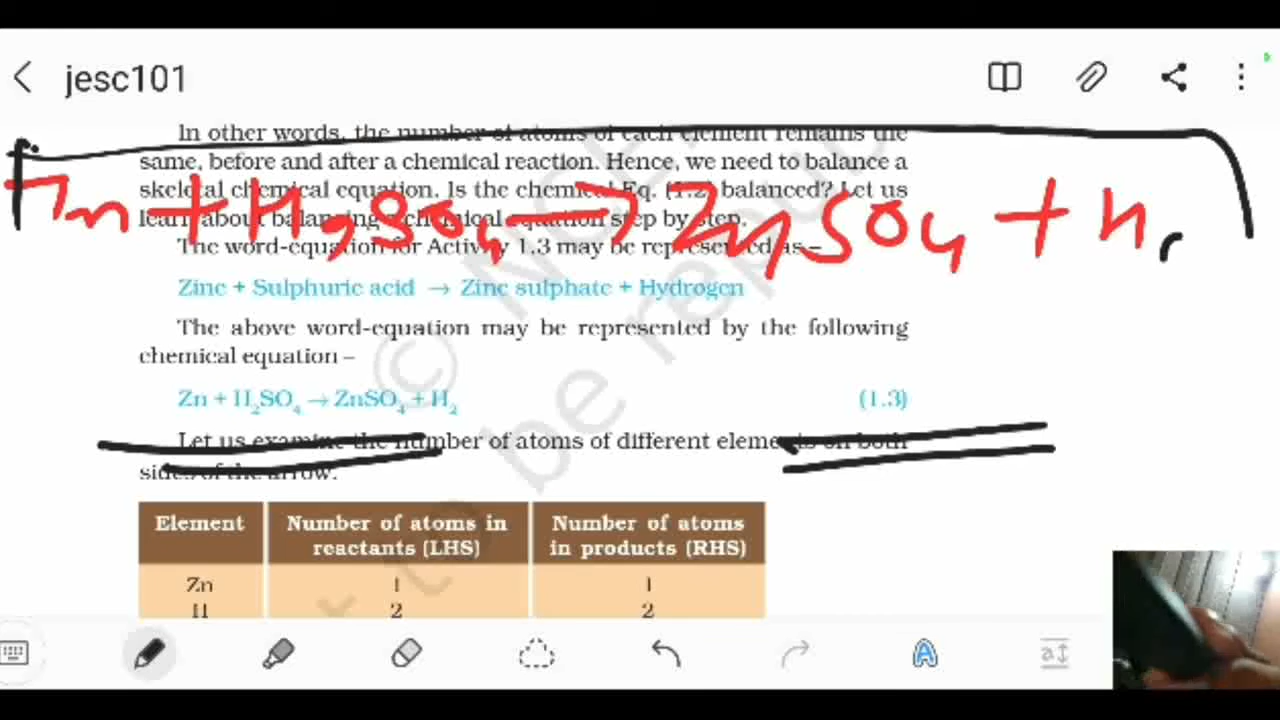 jesc101
In other words, the number of atoms of each element remains the
same, before and after a chemical reaction. Hence, we need to balance a
skeletal chemical equation. Is the chemical Eq. (1.2) balanced? Let us
learn about balancing a chemical equation step by step.
Zn + H2SO4 → ZnSO4 + H
The word-equation for Activity 1.3 may be represented as –
Zinc + Sulphuric acid → Zinc sulphate + Hydrogen
The above word-equation may be represented by the following
chemical equation –
Zn + H₂SO₄ → ZnSO₄ + H₂ (1.3)
Let us examine the number of atoms of different elements on both
sides of the arrow.
Element Number of atoms in reactants (LHS) Number of atoms in products (RHS)
Zn 1 1
H 2 2